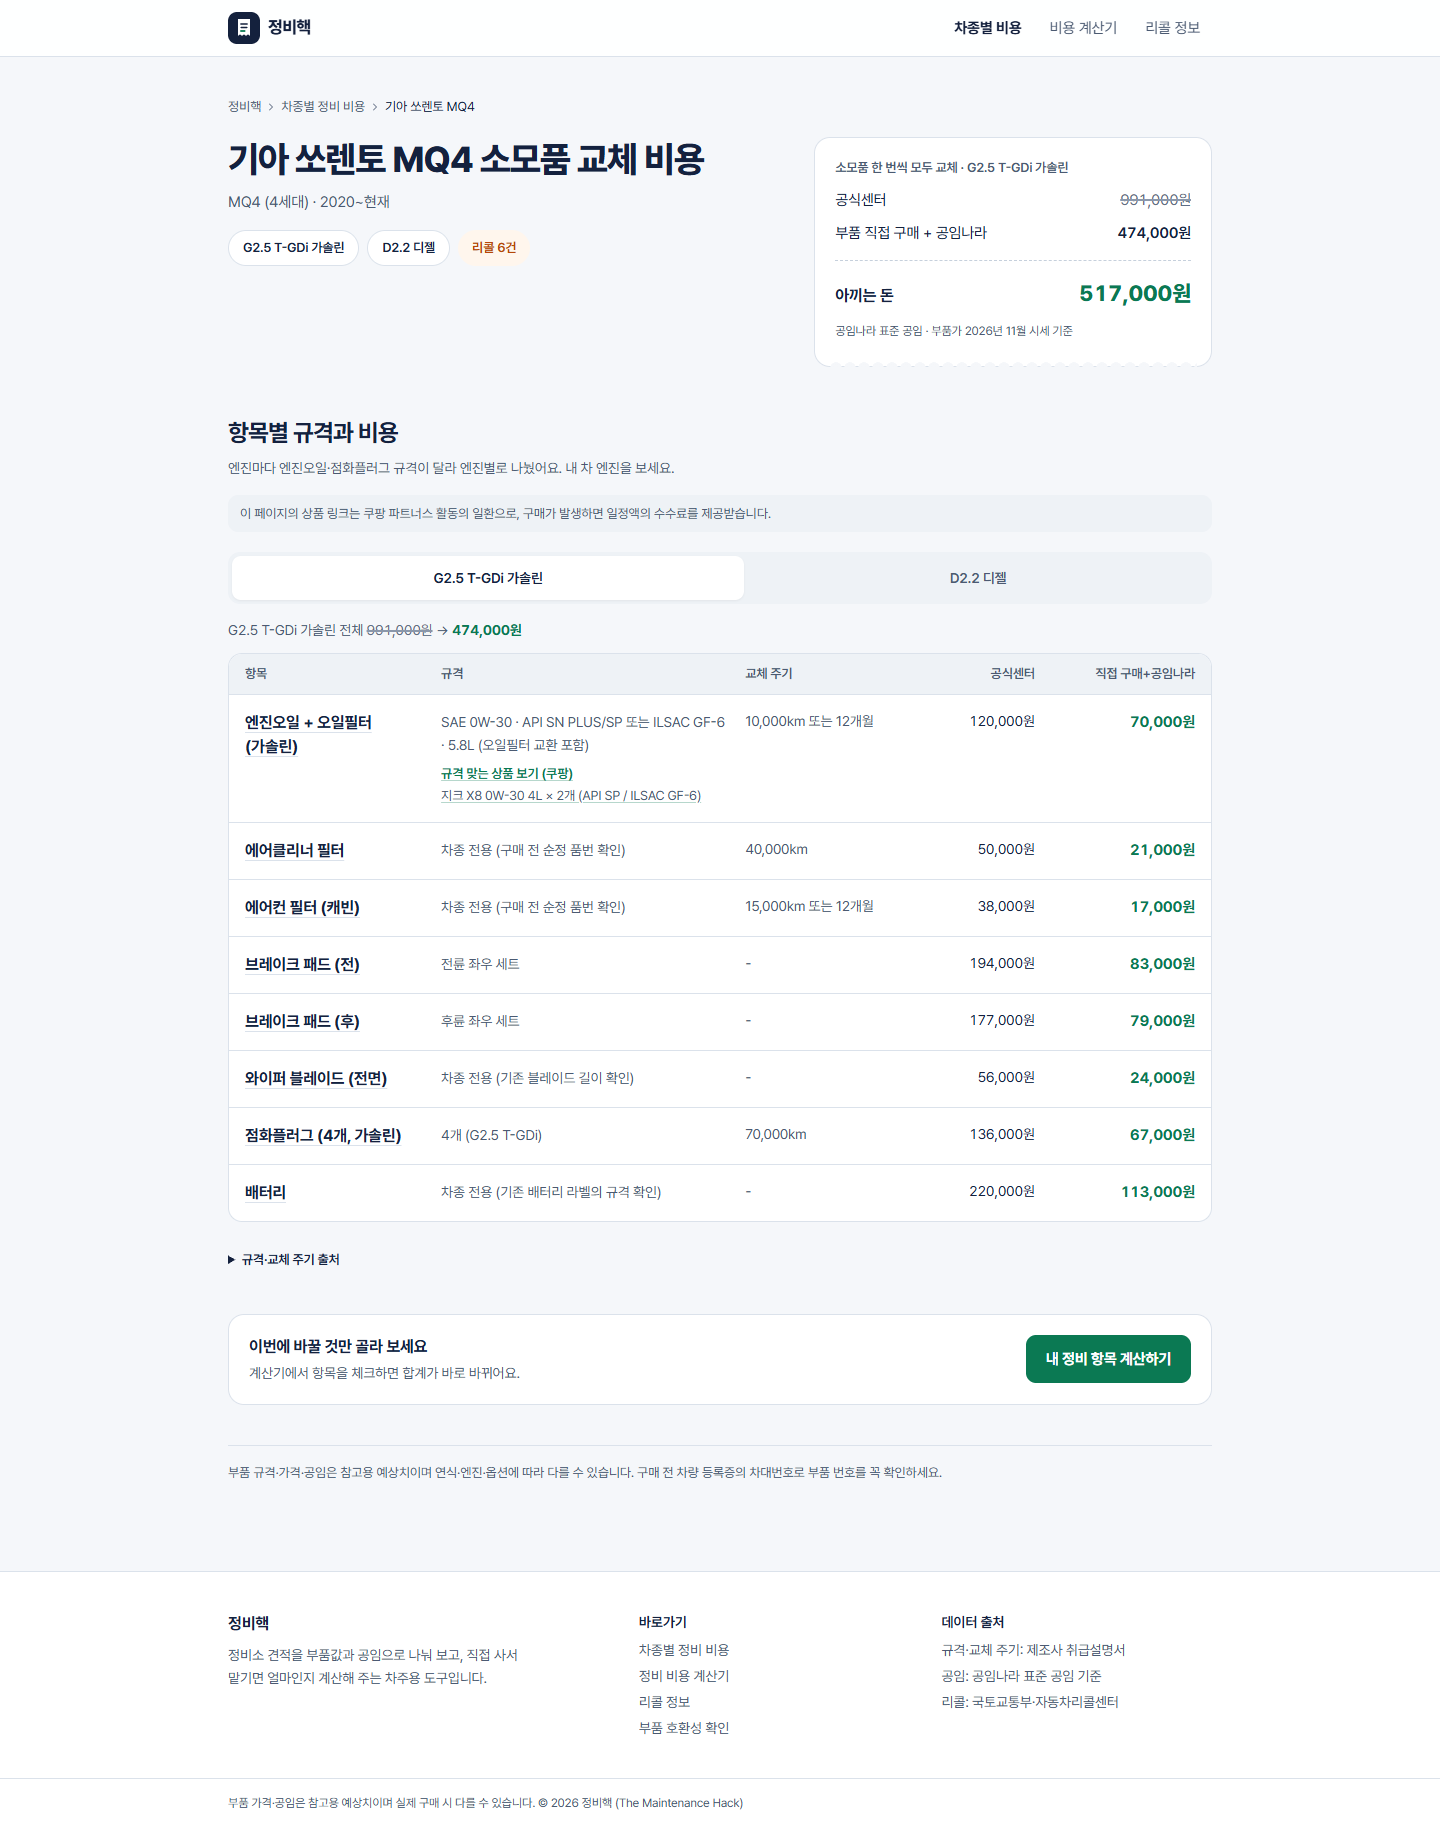 정비핵
차종별 비용
비용 계산기
리콜 정보
정비핵 > 차종별 정비 비용 > 기아 쏘렌토 MQ4
기아 쏘렌토 MQ4 소모품 교체 비용
MQ4 (4세대) · 2020~현재
G2.5 T-GDi 가솔린
D2.2 디젤
리콜 6건
소모품 한 번씩 모두 교체 · G2.5 T-GDi 가솔린
공식센터 991,000원
부품 직접 구매 + 공임나라 474,000원
아끼는 돈 517,000원
공임나라 표준 공임 · 부품가 2026년 11월 시세 기준
항목별 규격과 비용
엔진마다 엔진오일·점화플러그 규격이 달라 엔진별로 나눴어요. 내 차 엔진을 보세요.
이 페이지의 상품 링크는 쿠팡 파트너스 활동의 일환으로, 구매가 발생하면 일정액의 수수료를 제공받습니다.
G2.5 T-GDi 가솔린
D2.2 디젤
G2.5 T-GDi 가솔린 전체 991,000원 → 474,000원
항목 규격 교체 주기 공식센터 직접 구매+공임나라
엔진오일 + 오일필터 SAE 0W-30 · API SN PLUS/SP 또는 ILSAC GF-6 10,000km 또는 12개월 120,000원 70,000원
(가솔린) · 5.8L (오일필터 교환 포함)
규격 맞는 상품 보기 (쿠팡)
지크 X8 0W-30 4L × 2개 (API SP / ILSAC GF-6)
에어클리너 필터 차종 전용 (구매 전 순정 품번 확인) 40,000km 50,000원 21,000원
에어컨 필터 (캐빈) 차종 전용 (구매 전 순정 품번 확인) 15,000km 또는 12개월 38,000원 17,000원
브레이크 패드 (전) 전륜 좌우 세트 - 194,000원 83,000원
브레이크 패드 (후) 후륜 좌우 세트 - 177,000원 79,000원
와이퍼 블레이드 (전면) 차종 전용 (기존 블레이드 길이 확인) - 56,000원 24,000원
점화플러그 (4개, 가솔린) 4개 (G2.5 T-GDi) 70,000km 136,000원 67,000원
배터리 차종 전용 (기존 배터리 라벨의 규격 확인) - 220,000원 113,000원
▶ 규격·교체 주기 출처
이번에 바꿀 것만 골라 보세요
계산기에서 항목을 체크하면 합계가 바로 바뀌어요.
내 정비 항목 계산하기
부품 규격·가격·공임은 참고용 예상치이며 연식·엔진·옵션에 따라 다를 수 있습니다. 구매 전 차량 등록증의 차대번호로 부품 번호를 꼭 확인하세요.
정비핵
정비소 견적을 부품값과 공임으로 나눠 보고, 직접 사서
맡기면 얼마인지 계산해 주는 차주용 도구입니다.
바로가기
차종별 정비 비용
정비 비용 계산기
리콜 정보
부품 호환성 확인
데이터 출처
규격·교체 주기: 제조사 취급설명서
공임: 공임나라 표준 공임 기준
리콜: 국토교통부·자동차리콜센터
부품 가격·공임은 참고용 예상치이며 실제 구매 시 다를 수 있습니다. © 2026 정비핵 (The Maintenance Hack)